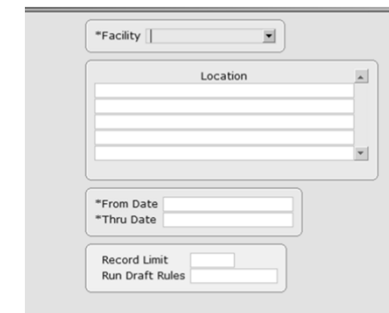 *Facility
Location
*From Date
*Thru Date
Record Limit
Run Draft Rules